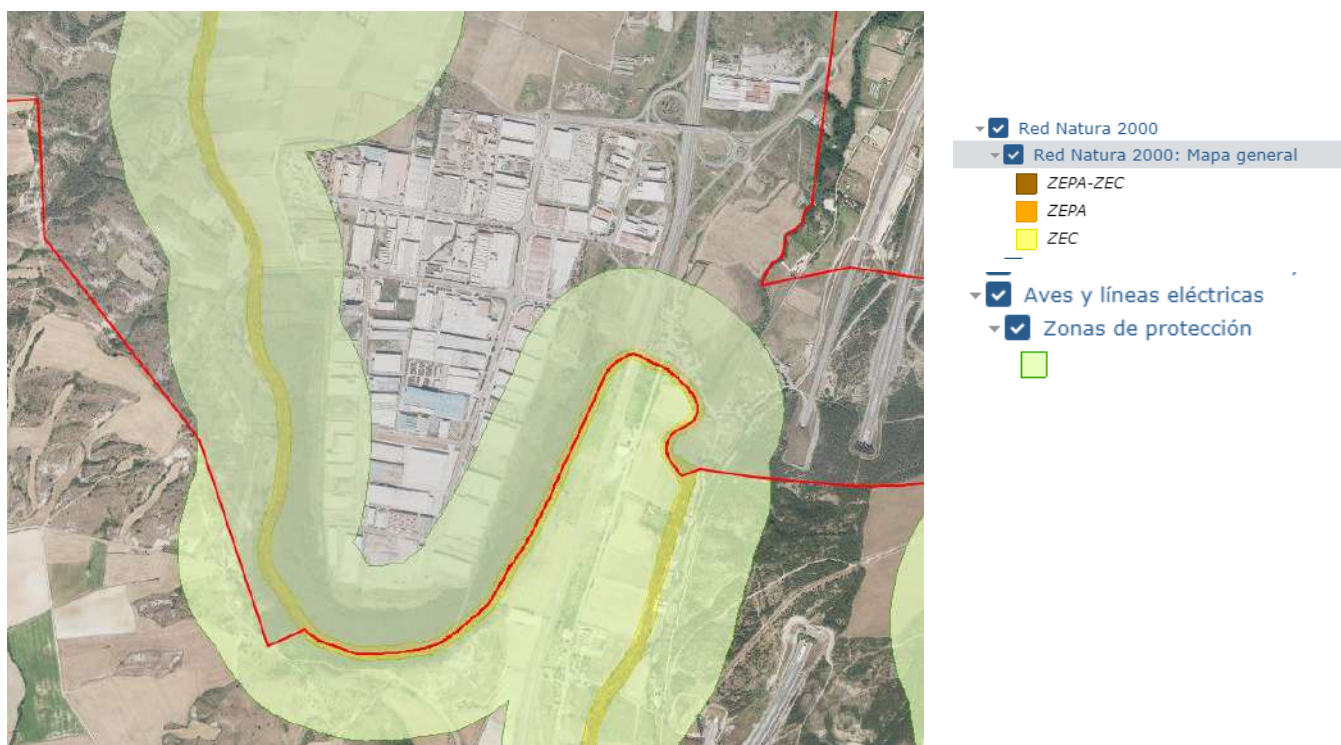 Red Natura 2000
Red Natura 2000: Mapa general
ZEPA-ZEC
ZEPA
ZEC
Aves y líneas eléctricas
Zonas de protección